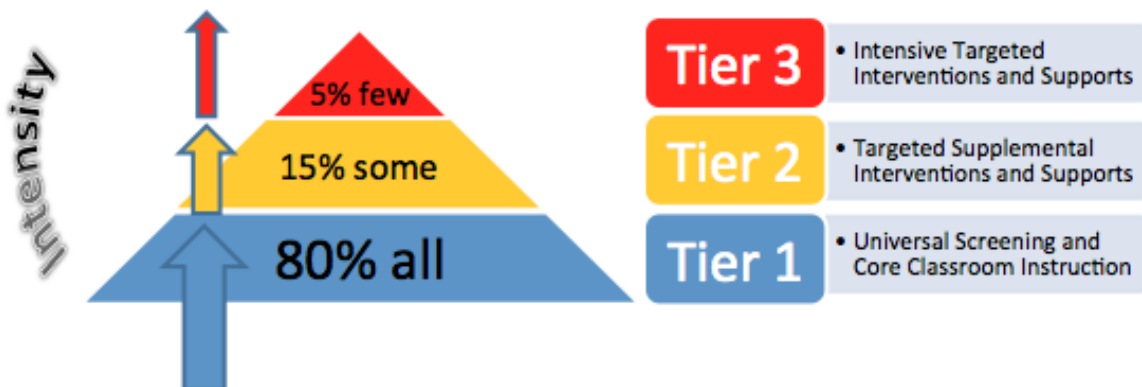 Intensity
5% few
15% some
80% all
Tier 3
• Intensive Targeted
Interventions and Supports
Tier 2
• Targeted Supplemental
Interventions and Supports
Tier 1
• Universal Screening and
Core Classroom Instruction